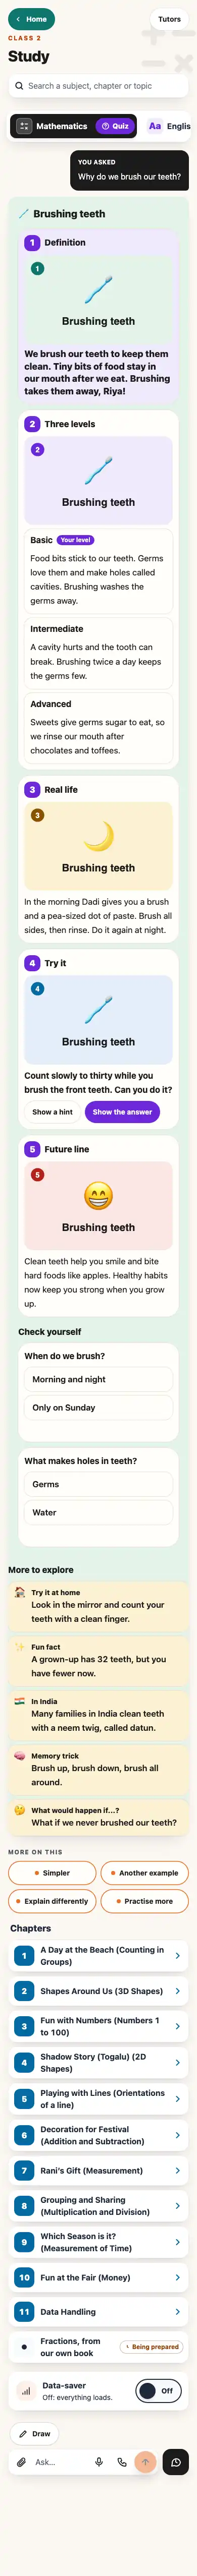 Home
Tutors
CLASS 2
Study
Search a subject, chapter or topic
Mathematics
Quiz
Aa
Englis
YOU ASKED
Why do we brush our teeth?
Brushing teeth
1 Definition
1
Brushing teeth
We brush our teeth to keep them
clean. Tiny bits of food stay in
our mouth after we eat. Brushing
takes them away, Riya!
2 Three levels
2
Brushing teeth
Basic Your level
Food bits stick to our teeth. Germs
love them and make holes called
cavities. Brushing washes the
germs away.
Intermediate
A cavity hurts and the tooth can
break. Brushing twice a day keeps
the germs few.
Advanced
Sweets give germs sugar to eat, so
we rinse our mouth after
chocolates and toffees.
3 Real life
3
Brushing teeth
In the morning Dadi gives you a brush
and a pea-sized dot of paste. Brush all
sides, then rinse. Do it again at night.
4 Try it
4
Brushing teeth
Count slowly to thirty while you
brush the front teeth. Can you do it?
Show a hint
Show the answer
5 Future line
5
Brushing teeth
Clean teeth help you smile and bite
hard foods like apples. Healthy habits
now keep you strong when you grow
up.
Check yourself
When do we brush?
Morning and night
Only on Sunday
What makes holes in teeth?
Germs
Water
More to explore
Try it at home
Look in the mirror and count your
teeth with a clean finger.
Fun fact
A grown-up has 32 teeth, but you
have fewer now.
In India
Many families in India clean teeth
with a neem twig, called datun.
Memory trick
Brush up, brush down, brush all
around.
What would happen if...?
What if we never brushed our teeth?
MORE ON THIS
Simpler
Another example
Explain differently
Practise more
Chapters
1 A Day at the Beach (Counting in
Groups)
2 Shapes Around Us (3D Shapes)
3 Fun with Numbers (Numbers 1
to 100)
4 Shadow Story (Togalu) (2D
Shapes)
5 Playing with Lines (Orientations
of a line)
6 Decoration for Festival
(Addition and Subtraction)
7 Rani's Gift (Measurement)
8 Grouping and Sharing
(Multiplication and Division)
9 Which Season is it?
(Measurement of Time)
10 Fun at the Fair (Money)
11 Data Handling
Fractions, from
our own book
Being prepared
Data-saver
Off: everything loads.
Off
Draw
Ask...